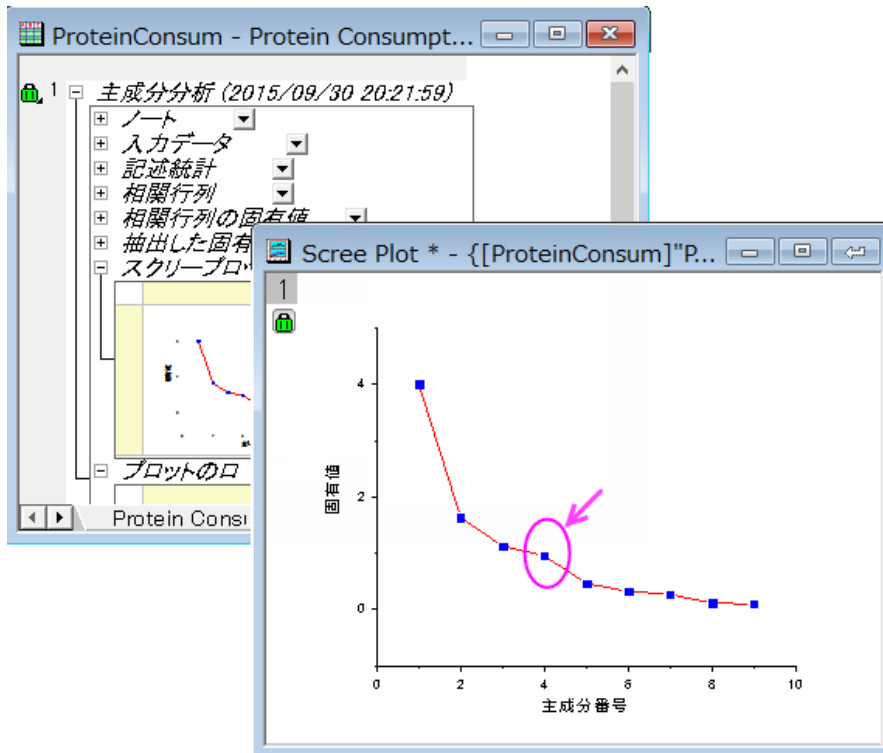 ProteinConsum - Protein Consumpt...
1
主成分分析 (2015/09/30 20:21:59)
ノート
入力データ
記述統計
相関行列
相関行列の固有値
抽出した固有
スクリープロッ
プロットのロ
Protein Consu
Scree Plot * - {[ProteinConsum]"P...
1
4
固有値
2
0
0 2 4 6 8 10
主成分番号